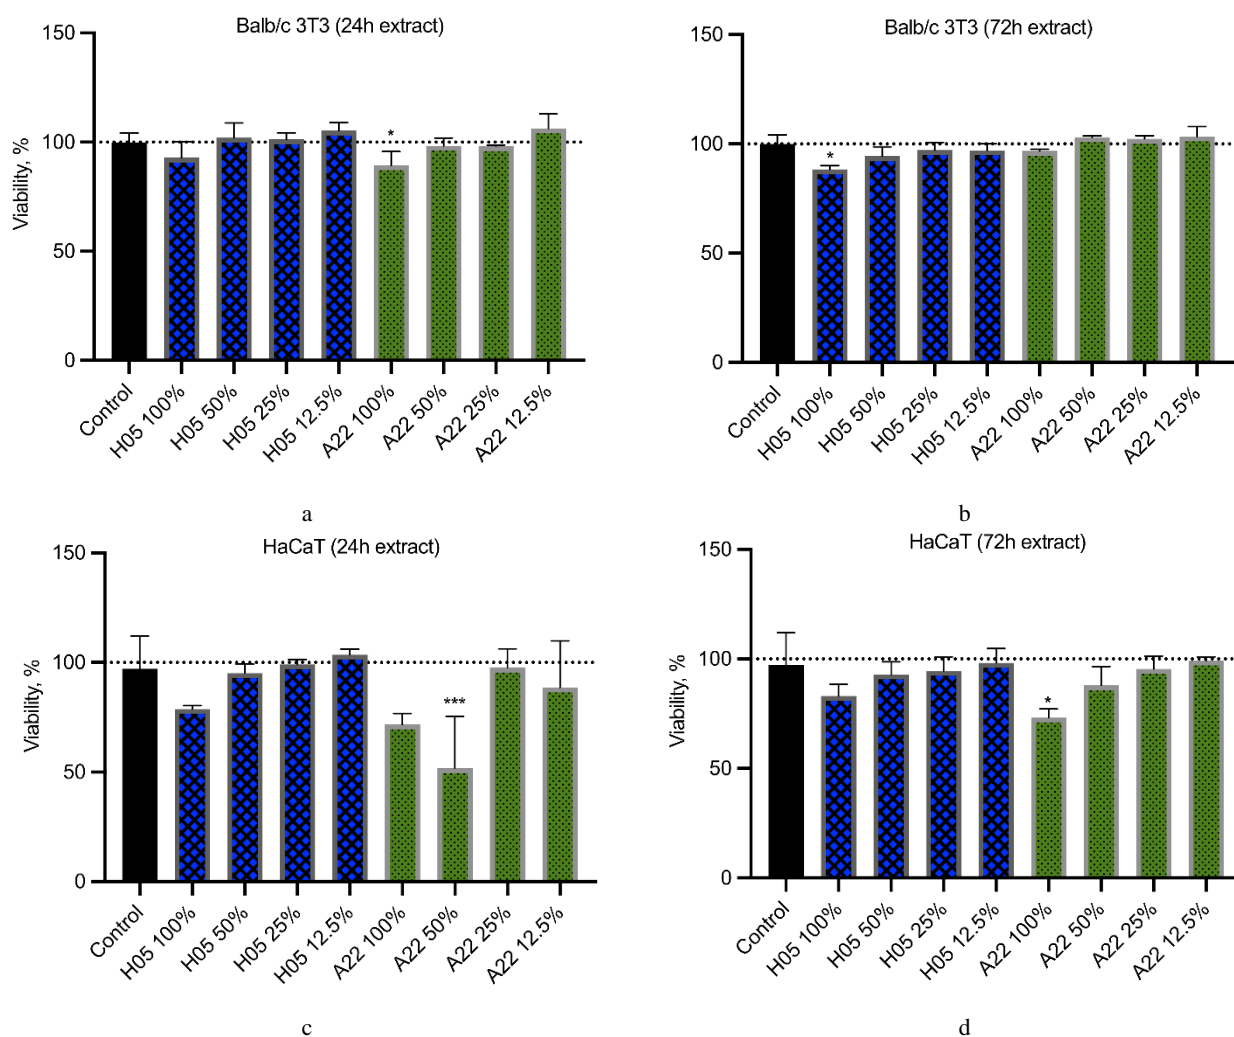 Balb/c 3T3 (24h extract)
Viability, %
150
100
50
0
*
Control
H05 100%
H05 50%
H05 25%
H05 12.5%
A22 100%
A22 50%
A22 25%
A22 12.5%
a
Balb/c 3T3 (72h extract)
150
100
50
0
*
Control
H05 100%
H05 50%
H05 25%
H05 12.5%
A22 100%
A22 50%
A22 25%
A22 12.5%
b
HaCaT (24h extract)
Viability, %
150
100
50
0
***
Control
H05 100%
H05 50%
H05 25%
H05 12.5%
A22 100%
A22 50%
A22 25%
A22 12.5%
c
HaCaT (72h extract)
Viability, %
150
100
50
0
*
Control
H05 100%
H05 50%
H05 25%
H05 12.5%
A22 100%
A22 50%
A22 25%
A22 12.5%
d